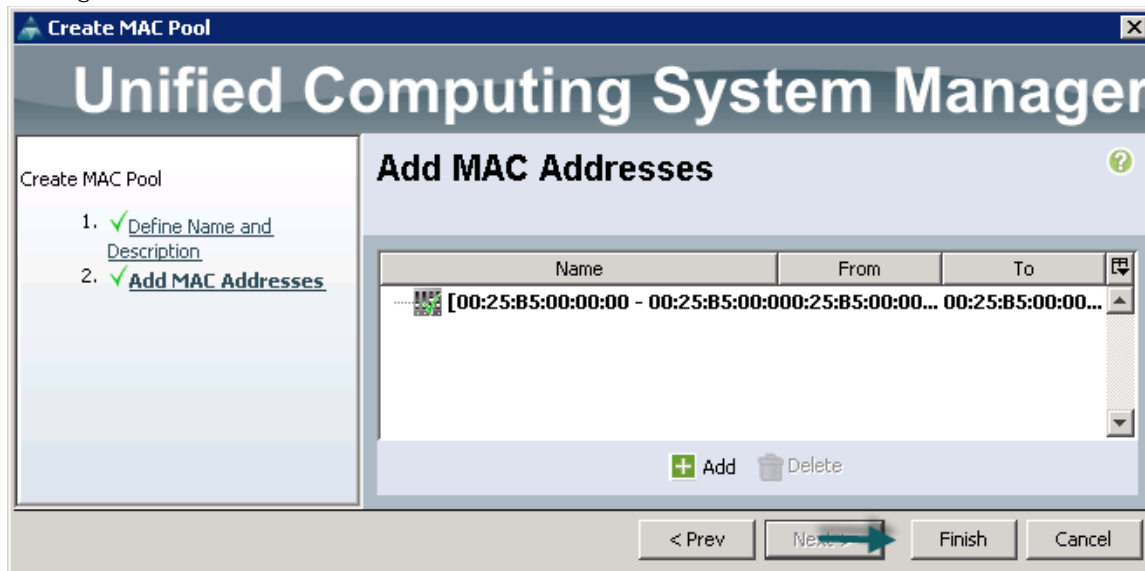 Create MAC Pool
Unified Computing System Manager
Create MAC Pool
1. Define Name and
Description
2. Add MAC Addresses
Add MAC Addresses
Name From To
[00:25:B5:00:00:00 - 00:25:B5:00:000:25:B5:00:00... 00:25:B5:00:00...
Add Delete
< Prev Next > Finish Cancel